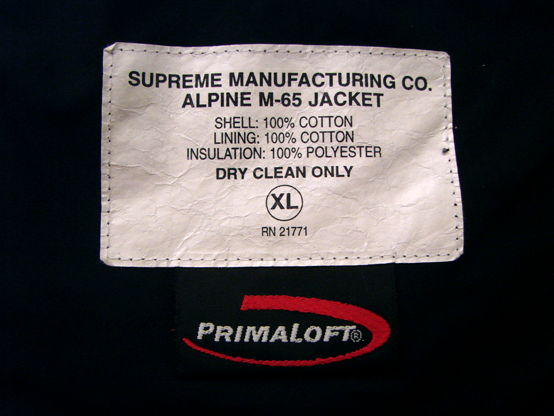 SUPREME MANUFACTURING CO.
ALPINE M-65 JACKET
SHELL: 100% COTTON
LINING: 100% COTTON
INSULATION: 100% POLYESTER
DRY CLEAN ONLY
XL
RN 21771
PRIMALOFT®